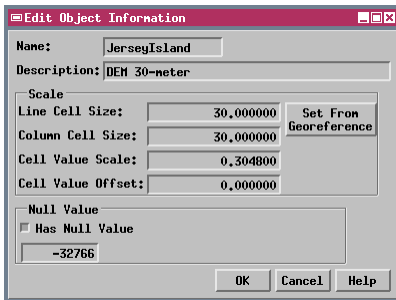 Edit Object Information
Name: JerseyIsland
Description: DEM 30-meter
Scale
Line Cell Size: 30.000000
Set From Georeference
Column Cell Size: 30.000000
Cell Value Scale: 0.304800
Cell Value Offset: 0.000000
Null Value
Has Null Value
-32766
OK Cancel Help